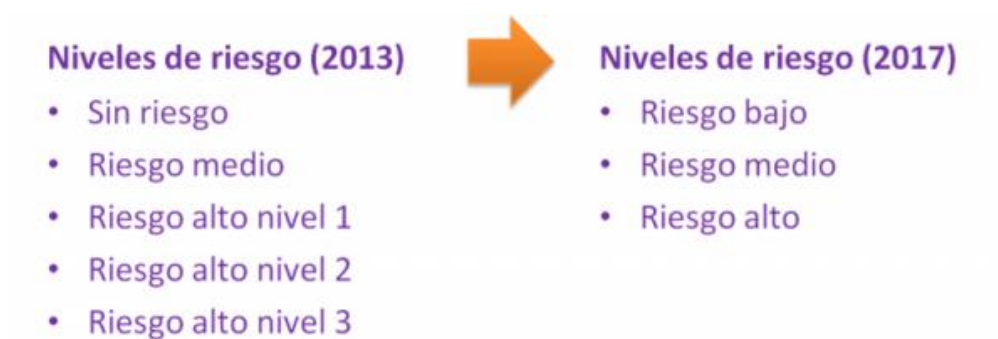 Niveles de riesgo (2013)
• Sin riesgo
• Riesgo medio
• Riesgo alto nivel 1
• Riesgo alto nivel 2
• Riesgo alto nivel 3
Niveles de riesgo (2017)
• Riesgo bajo
• Riesgo medio
• Riesgo alto